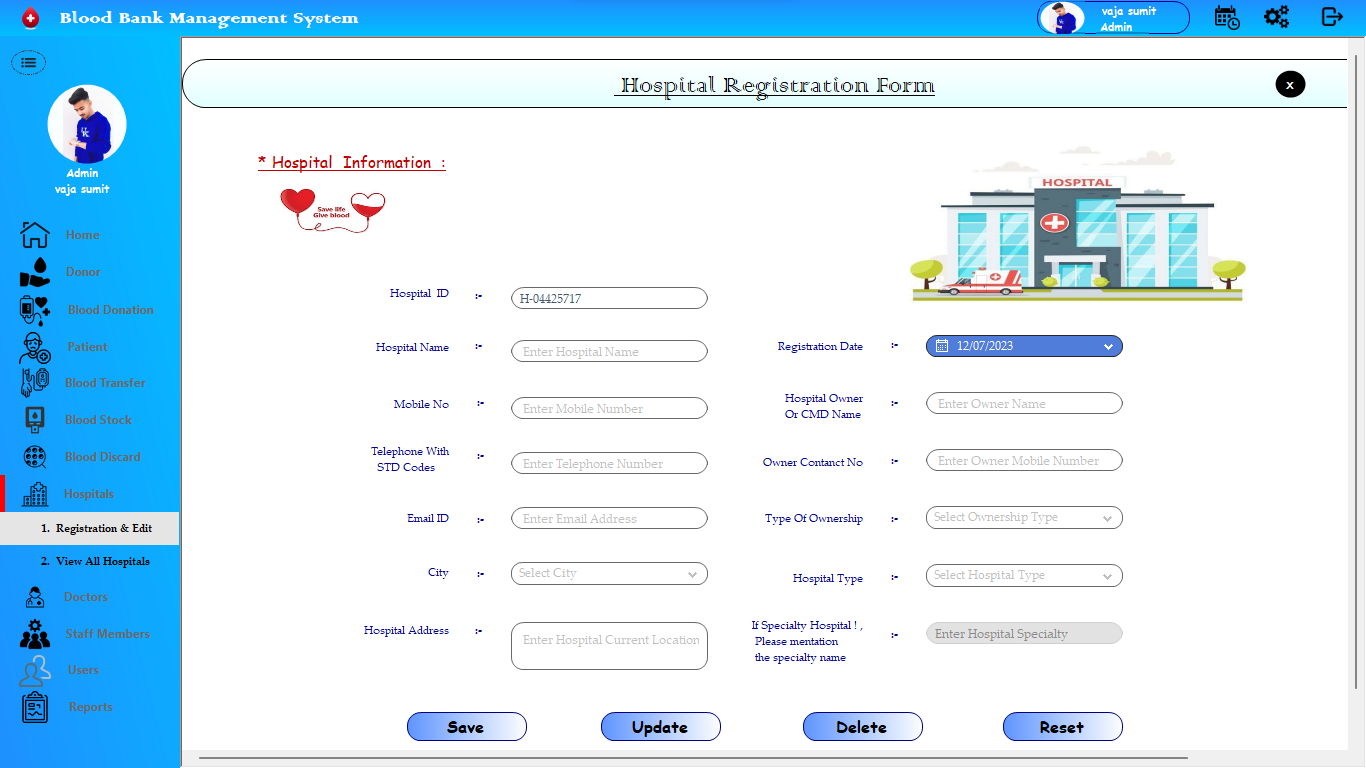 Blood Bank Management System
vaja sumit
Admin
Hospital Registration Form
x
Admin
vaja sumit
Home
Donor
Blood Donation
Patient
Blood Transfer
Blood Stock
Blood Discard
Hospitals
1. Registration & Edit
2. View All Hospitals
Doctors
Staff Members
Users
Reports
* Hospital Information :
Save life
Give blood
HOSPITAL
Hospital ID :- H-04425717
Hospital Name :- Enter Hospital Name
Registration Date :- 12/07/2023
Mobile No :- Enter Mobile Number
Hospital Owner
Or CMD Name :- Enter Owner Name
Telephone With
STD Codes :- Enter Telephone Number
Owner Contanct No :- Enter Owner Mobile Number
Email ID :- Enter Email Address
Type Of Ownership :- Select Ownership Type
City :- Select City
Hospital Type :- Select Hospital Type
Hospital Address :- Enter Hospital Current Location
If Specialty Hospital ! ,
Please mentation
the specialty name :- Enter Hospital Specialty
Save Update Delete Reset